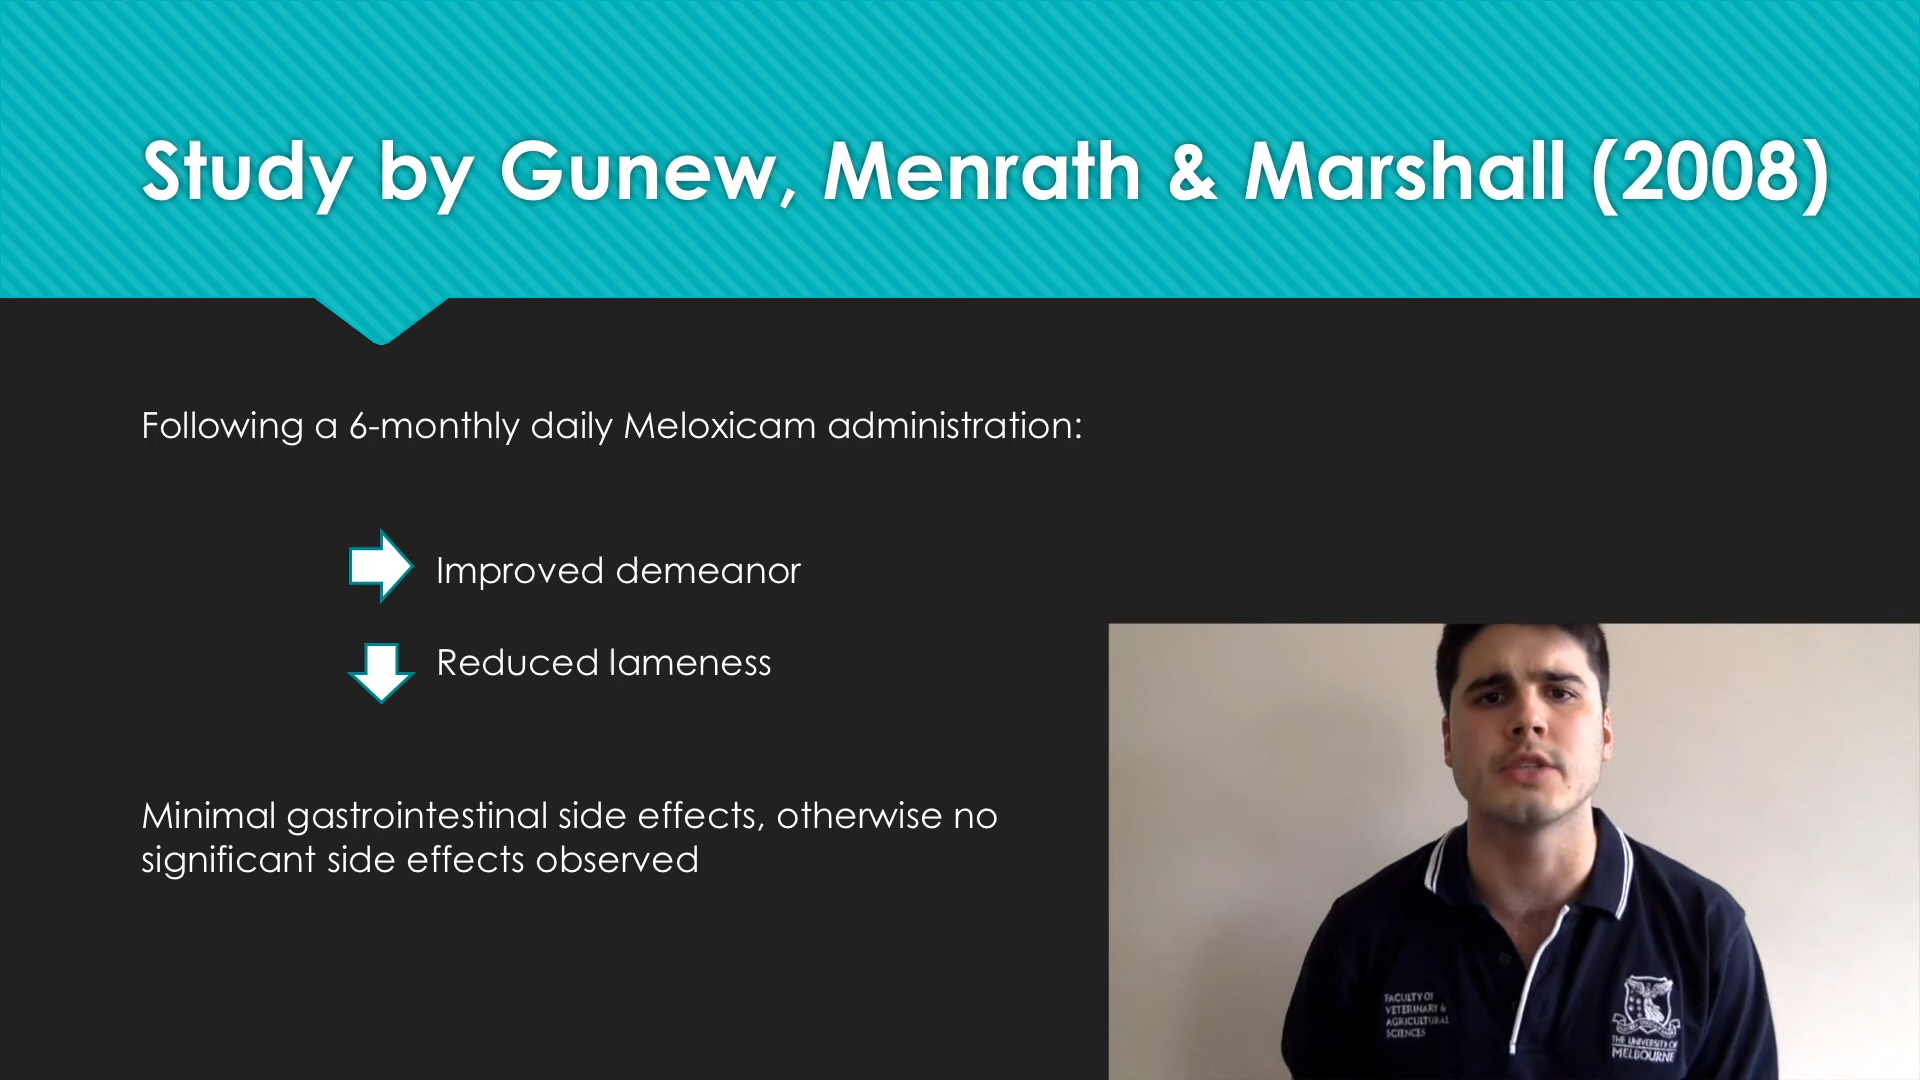 Study by Gunew, Menrath & Marshall (2008)
Following a 6-monthly daily Meloxicam administration:
Improved demeanor
Reduced lameness
Minimal gastrointestinal side effects, otherwise no
significant side effects observed
FACULTY OF
VETERINARY &
AGRICULTURAL
SCIENCES
THE UNIVERSITY OF
MELBOURNE